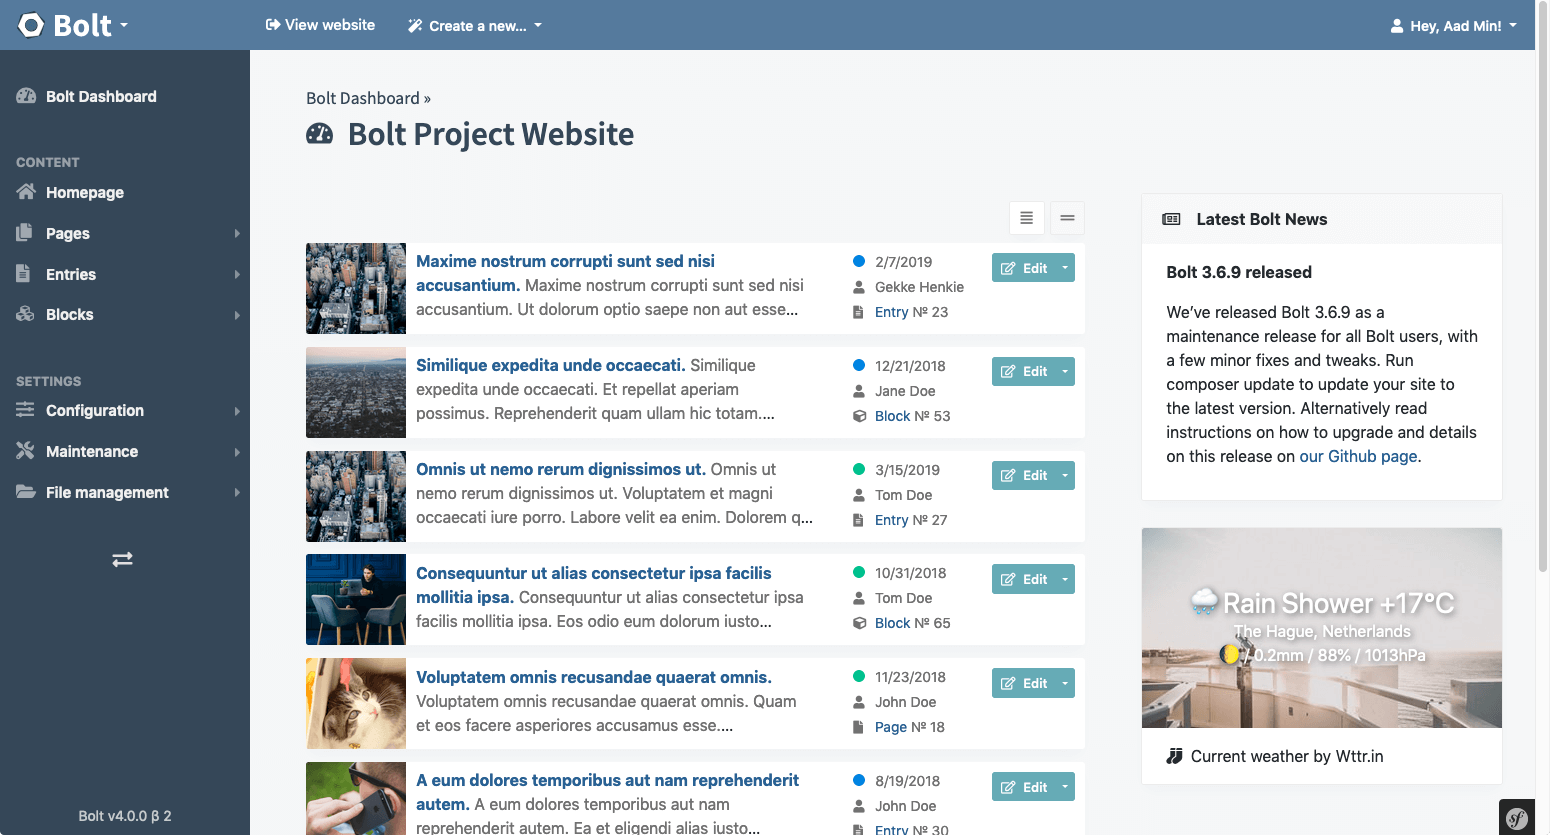 Bolt
View website
Create a new...
Hey, Aad Min!
Bolt Dashboard
CONTENT
Homepage
Pages
Entries
Blocks
SETTINGS
Configuration
Maintenance
File management
Bolt v4.0.0 β 2
Bolt Dashboard »
Bolt Project Website
Maxime nostrum corrupti sunt sed nisi
accusantium. Maxime nostrum corrupti sunt sed nisi
accusantium. Ut dolorum optio saepe non aut esse...
2/7/2019
Gekke Henkie
Entry № 23
Edit
Similique expedita unde occaecati. Similique
expedita unde occaecati. Et repellat aperiam
possimus. Reprehenderit quam ullam hic totam....
12/21/2018
Jane Doe
Block № 53
Edit
Omnis ut nemo rerum dignissimos ut. Omnis ut
nemo rerum dignissimos ut. Voluptatem et magni
occaecati iure porro. Labore velit ea enim. Dolorem q...
3/15/2019
Tom Doe
Entry № 27
Edit
Consequuntur ut alias consectetur ipsa facilis
mollitia ipsa. Consequuntur ut alias consectetur ipsa
facilis mollitia ipsa. Eos odio eum dolorum iusto...
10/31/2018
Tom Doe
Block № 65
Edit
Voluptatem omnis recusandae quaerat omnis.
Voluptatem omnis recusandae quaerat omnis. Quam
et eos facere asperiores accusamus esse....
11/23/2018
John Doe
Page № 18
Edit
A eum dolores temporibus aut nam reprehenderit
autem. A eum dolores temporibus aut nam
reprehenderit autem. Ea et eligendi alias iusto...
8/19/2018
John Doe
Entry № 30
Edit
Latest Bolt News
Bolt 3.6.9 released
We’ve released Bolt 3.6.9 as a
maintenance release for all Bolt users, with
a few minor fixes and tweaks. Run
composer update to update your site to
the latest version. Alternatively read
instructions on how to upgrade and details
on this release on our Github page.
Rain Shower +17°C
The Hague, Netherlands
/ 0.2mm / 88% / 1013hPa
Current weather by Wttr.in
sf